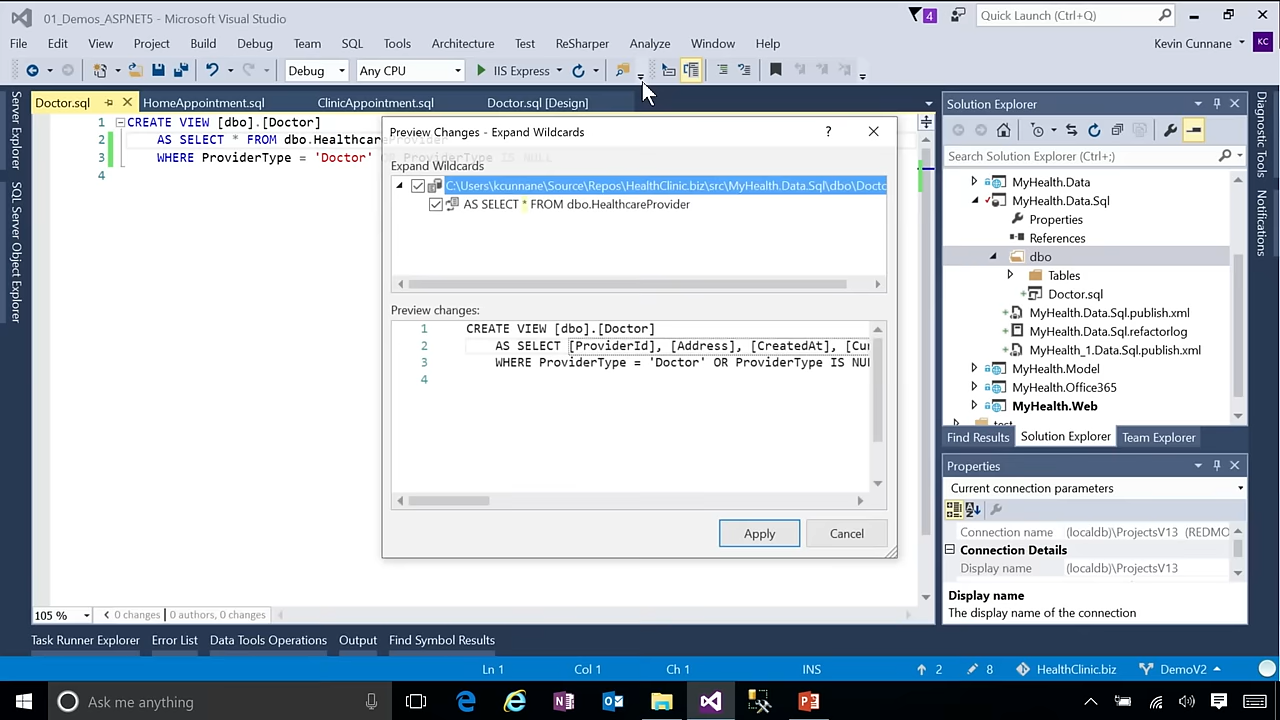 01_Demos_ASPNET5 - Microsoft Visual Studio
4
Quick Launch (Ctrl+Q)
File Edit View Project Build Debug Team SQL Tools Architecture Test ReSharper Analyze Window Help
Kevin Cunnane
KC
Debug Any CPU IIS Express
Server Explorer
SQL Server Object Explorer
Doctor.sql HomeAppointment.sql ClinicAppointment.sql Doctor.sql [Design]
1 CREATE VIEW [dbo].[Doctor]
2 AS SELECT * FROM dbo.HealthcareProvider
3 WHERE ProviderType = 'Doctor' OR ProviderType IS NULL
4
Preview Changes - Expand Wildcards
?
Expand Wildcards
C:\Users\kcunnane\Source\Repos\HealthClinic.biz\src\MyHealth.Data.Sql\dbo\Docto
AS SELECT * FROM dbo.HealthcareProvider
Preview changes:
1 CREATE VIEW [dbo].[Doctor]
2 AS SELECT [ProviderId], [Address], [CreatedAt], [Cu
3 WHERE ProviderType = 'Doctor' OR ProviderType IS NUL
4
Apply Cancel
Solution Explorer
Search Solution Explorer (Ctrl+;)
MyHealth.Data
MyHealth.Data.Sql
Properties
References
dbo
Tables
Doctor.sql
MyHealth.Data.Sql.publish.xml
MyHealth.Data.Sql.refactorlog
MyHealth_1.Data.Sql.publish.xml
MyHealth.Model
MyHealth.Office365
MyHealth.Web
test
Find Results Solution Explorer Team Explorer
Properties
Current connection parameters
Connection name (localdb)\ProjectsV13 (REDMO
Connection Details
Display name (localdb)\ProjectsV13
Display name
The display name of the connection
Diagnostic Tools
Notifications
105 % 0 changes | 0 authors, 0 changes
Task Runner Explorer Error List Data Tools Operations Output Find Symbol Results
Ln 1 Col 1 Ch 1 INS 2 8 HealthClinic.biz DemoV2
Ask me anything